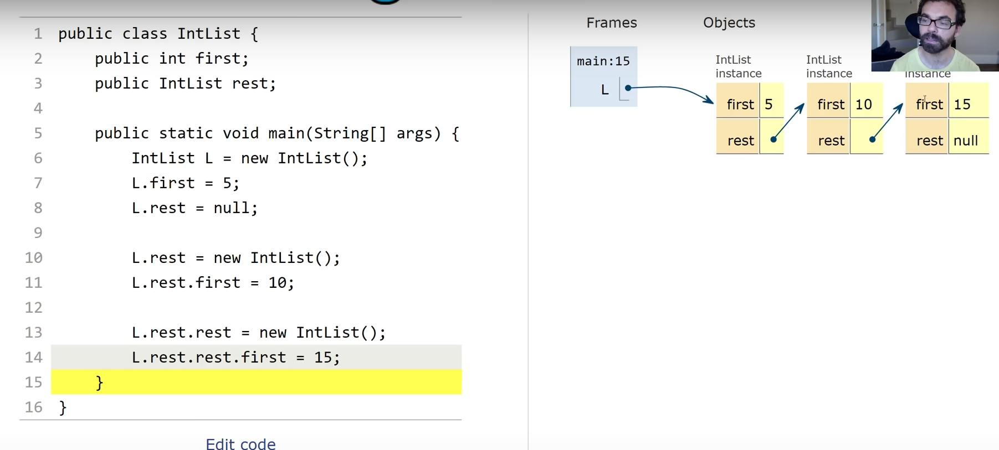 1 public class IntList {
2     public int first;
3     public IntList rest;
4
5     public static void main(String[] args) {
6         IntList L = new IntList();
7         L.first = 5;
8         L.rest = null;
9
10         L.rest = new IntList();
11         L.rest.first = 10;
12
13         L.rest.rest = new IntList();
14         L.rest.rest.first = 15;
15     }
16 }
Edit code
Frames
Objects
main:15
L
IntList
instance
first 5
rest
IntList
instance
first 10
rest
instance
first 15
rest null